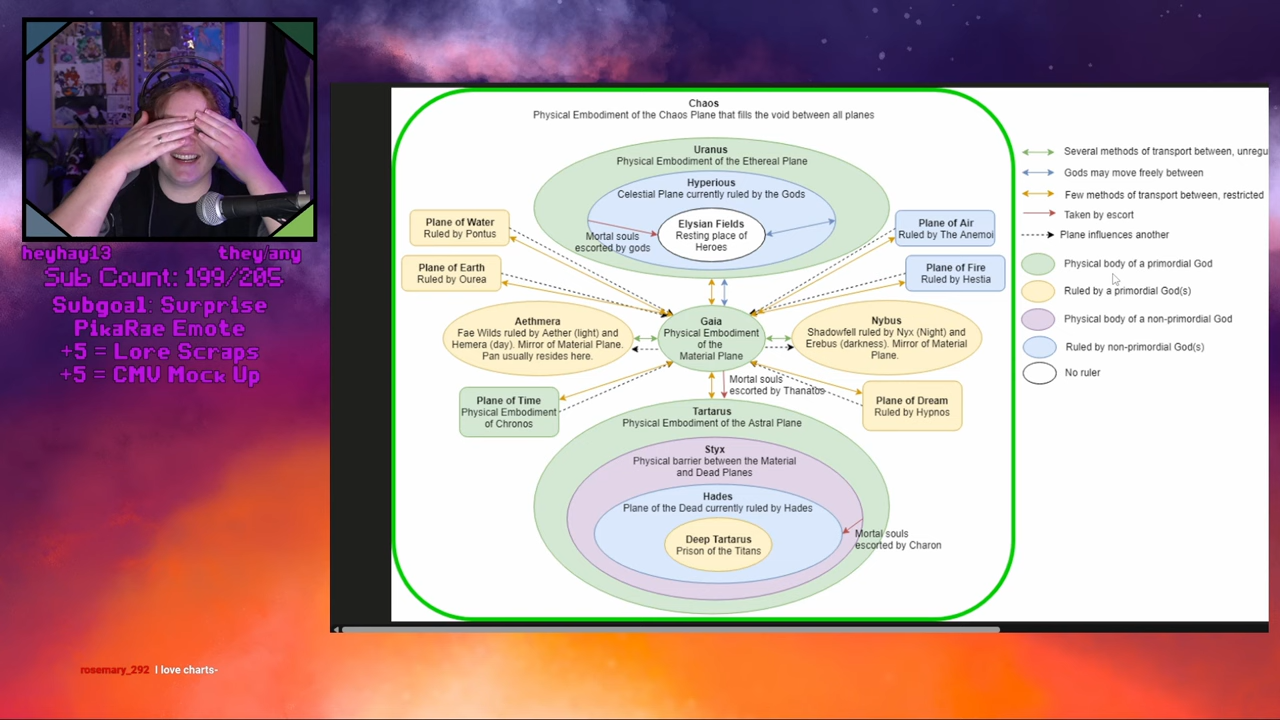 heyhay13 they/any
Sub Count: 199/205
Subgoal: Surprise
PikaRae Emote
+5 = Lore Scraps
+5 = CMV Mock Up
Chaos
Physical Embodiment of the Chaos Plane that fills the void between all planes
Uranus
Physical Embodiment of the Ethereal Plane
Hyperious
Celestial Plane currently ruled by the Gods
Elysian Fields
Resting place of
Heroes
Mortal souls
escorted by gods
Plane of Water
Ruled by Pontus
Plane of Earth
Ruled by Ourea
Plane of Air
Ruled by The Anemoi
Plane of Fire
Ruled by Hestia
Aethmera
Fae Wilds ruled by Aether (light) and
Hemera (day). Mirror of Material Plane.
Pan usually resides here.
Gaia
Physical Embodiment
of the
Material Plane
Nybus
Shadowfell ruled by Nyx (Night) and
Erebus (darkness). Mirror of Material
Plane.
Plane of Time
Physical Embodiment
of Chronos
Mortal souls
escorted by Thanatos
Plane of Dream
Ruled by Hypnos
Tartarus
Physical Embodiment of the Astral Plane
Styx
Physical barrier between the Material
and Dead Planes
Hades
Plane of the Dead currently ruled by Hades
Deep Tartarus
Prison of the Titans
Mortal souls
escorted by Charon
Several methods of transport between, unregu
Gods may move freely between
Few methods of transport between, restricted
Taken by escort
Plane influences another
Physical body of a primordial God
Ruled by a primordial God(s)
Physical body of a non-primordial God
Ruled by non-primordial God(s)
No ruler
rosemary_292 I love charts-